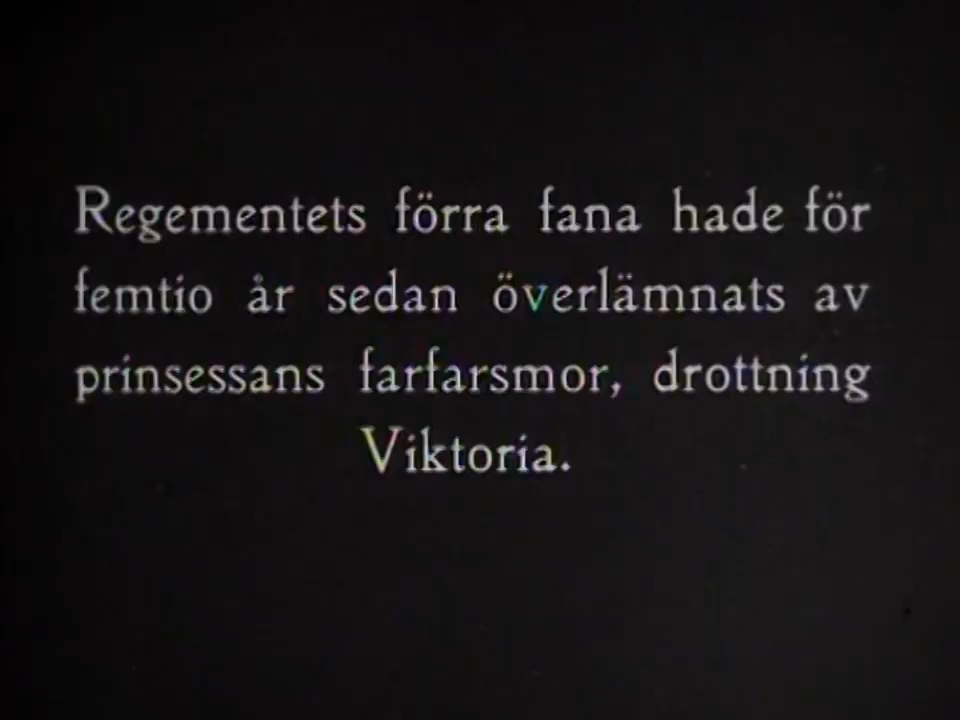 Regementets förra fana hade för
femtio år sedan överlämnats av
prinsessans farfarsmor, drottning
Viktoria.